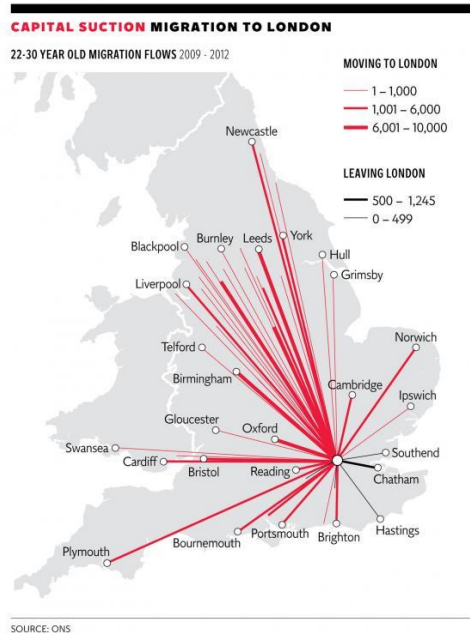 CAPITAL SUCTION MIGRATION TO LONDON
22-30 YEAR OLD MIGRATION FLOWS 2009 - 2012
MOVING TO LONDON
1 – 1,000
1,001 – 6,000
6,001 – 10,000
LEAVING LONDON
500 – 1,245
0 – 499
Newcastle
Blackpool
Burnley
Leeds
York
Hull
Grimsby
Liverpool
Telford
Norwich
Birmingham
Cambridge
Ipswich
Gloucester
Oxford
Swansea
Cardiff
Bristol
Reading
Southend
Chatham
Plymouth
Bournemouth
Portsmouth
Brighton
Hastings
SOURCE: ONS